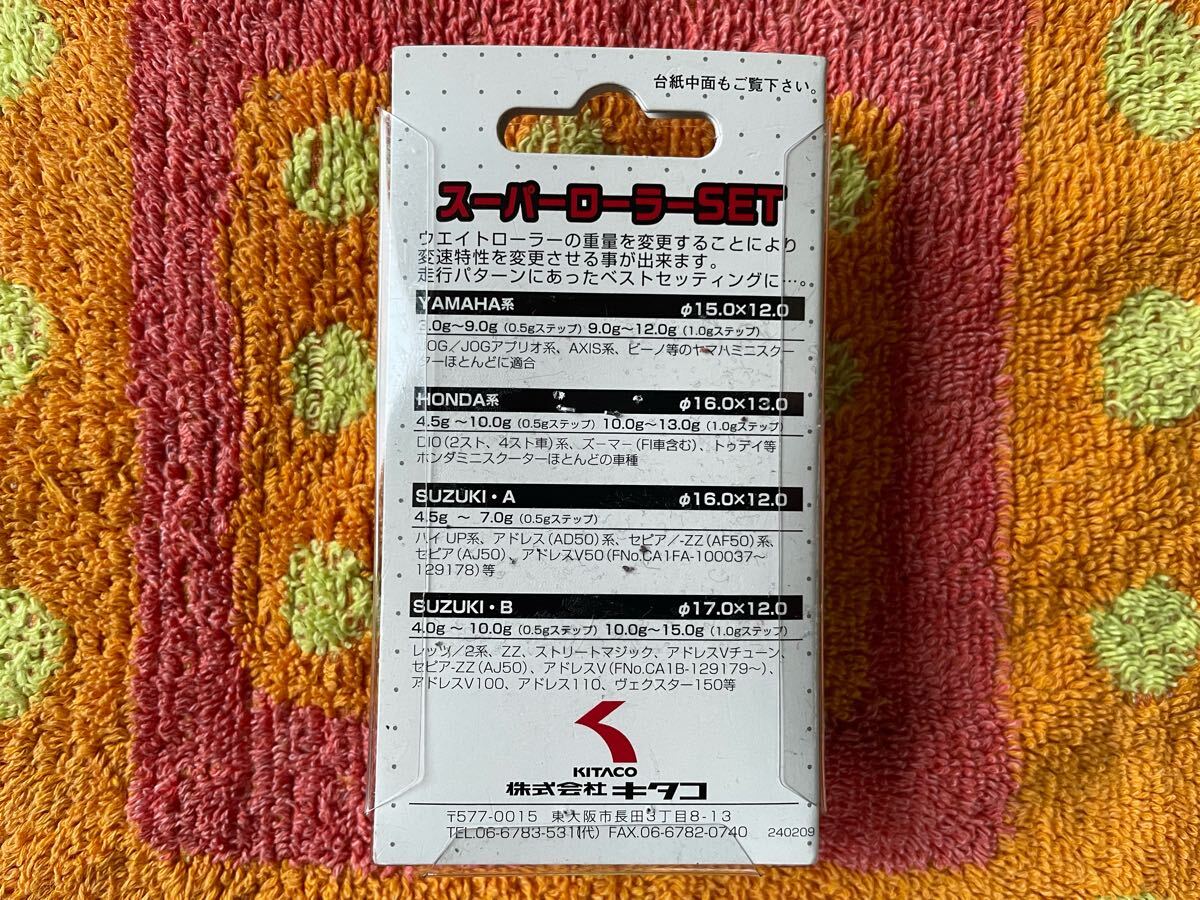 台紙中面もご覧下さい。
スーパーローラーSET
ウエイトローラーの重量を変更することにより
変速特性を変更させる事が出来ます。
走行パターンにあったベストセッティングに…。
YAMAHA系 φ15.0×12.0
3.0g〜9.0g (0.5gステップ) 9.0g〜12.0g (1.0gステップ)
JOG/JOGアプリオ系、AXIS系、ビーノ等のヤマハミニスクー
ターほとんどに適合
HONDA系 φ16.0×13.0
4.5g 〜10.0g (0.5gステップ) 10.0g〜13.0g (1.0gステップ)
DIO(2スト、4スト車)系、ズーマー(FI車含む)、トゥデイ等
ホンダミニスクーターほとんどの車種
SUZUKI・A φ16.0×12.0
4.5g 〜 7.0g (0.5gステップ)
ハイUP系、アドレス(AD50)系、セピア/-ZZ(AF50)系、
セピア(AJ50)、アドレスV50(FNo.CA1FA-100037〜
129178)等
SUZUKI・B φ17.0×12.0
4.0g 〜 10.0g (0.5gステップ) 10.0g〜15.0g (1.0gステップ)
レッツ/2系、ZZ、ストリートマジック、アドレスVチューン、
セピア-ZZ(AJ50)、アドレスV(FNo.CA1B-129179〜)、
アドレスV100、アドレス110、ヴェクスター150等
KITACO
株式会社 キタコ
〒577-0015 東大阪市長田3丁目8-13
TEL.06-6783-5311(代) FAX.06-6782-0740 240209